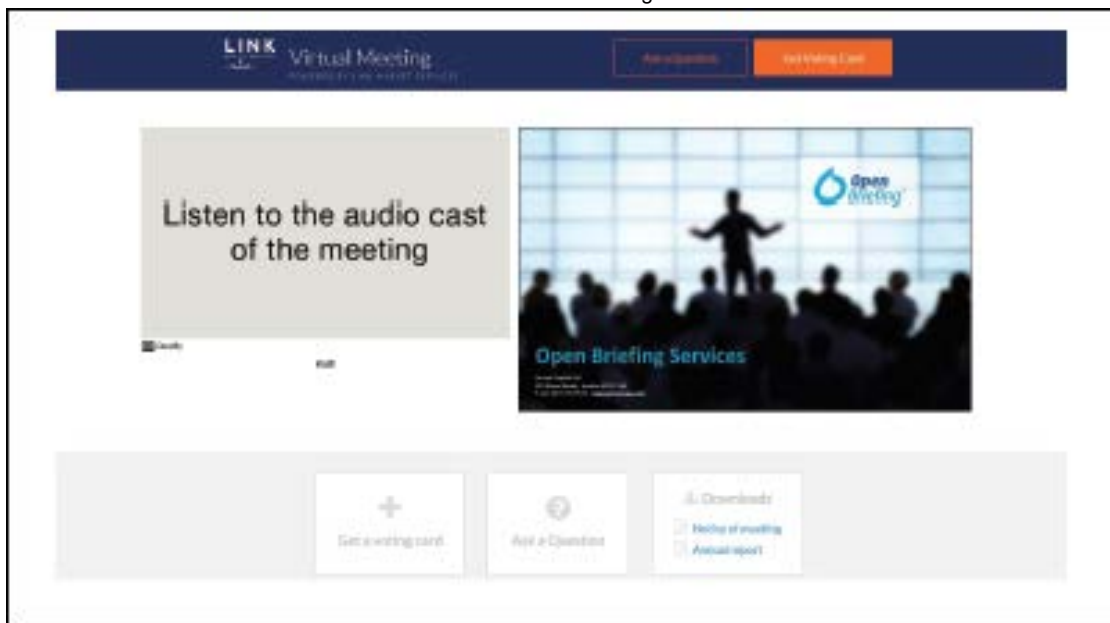 LINK
Virtual Meeting
Ask a Question
Get Voting Card
Listen to the audio cast
of the meeting
Open
Briefing
Open Briefing Services
Get a voting card
Ask a Question
Downloads
Notice of meeting
Annual report